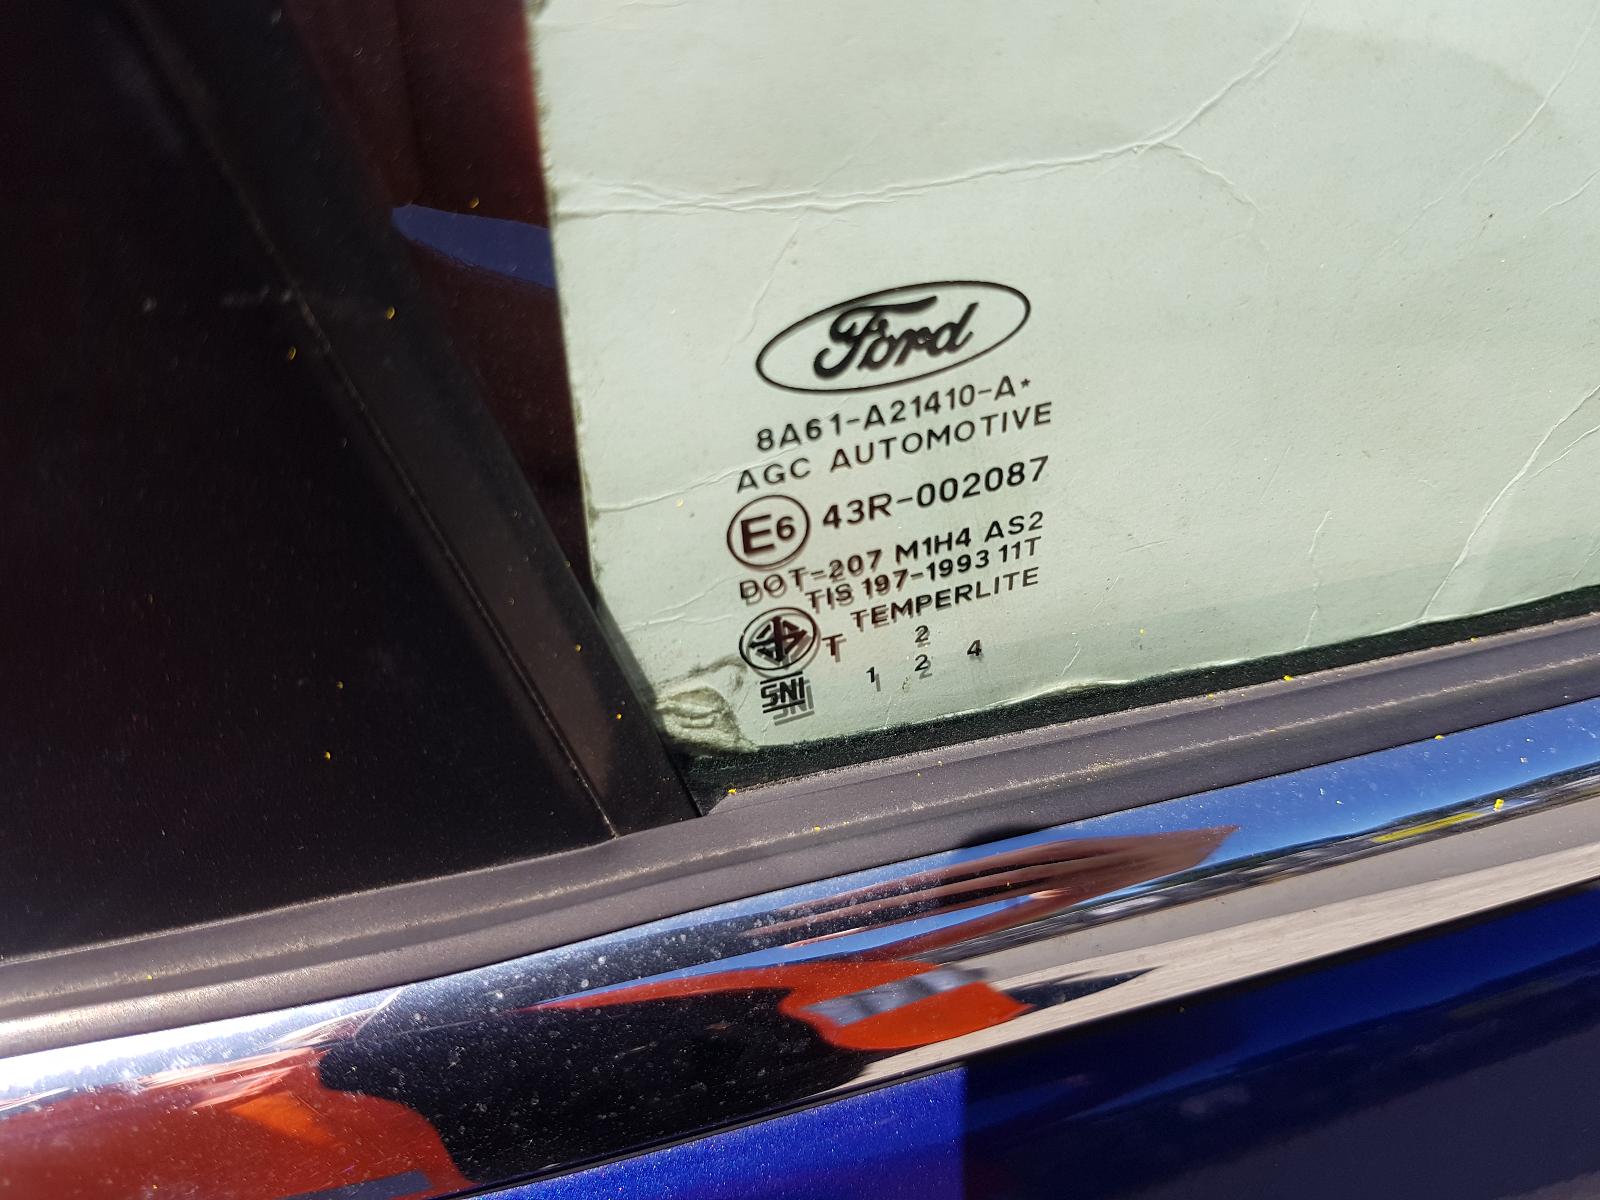 Ford
8A61-A21410-A*
AGC AUTOMOTIVE
E6 43R-002087
DOT-207 M1H4 AS2
TIS 197-1993 11T
T TEMPERLITE
2
1 2 4
SNI